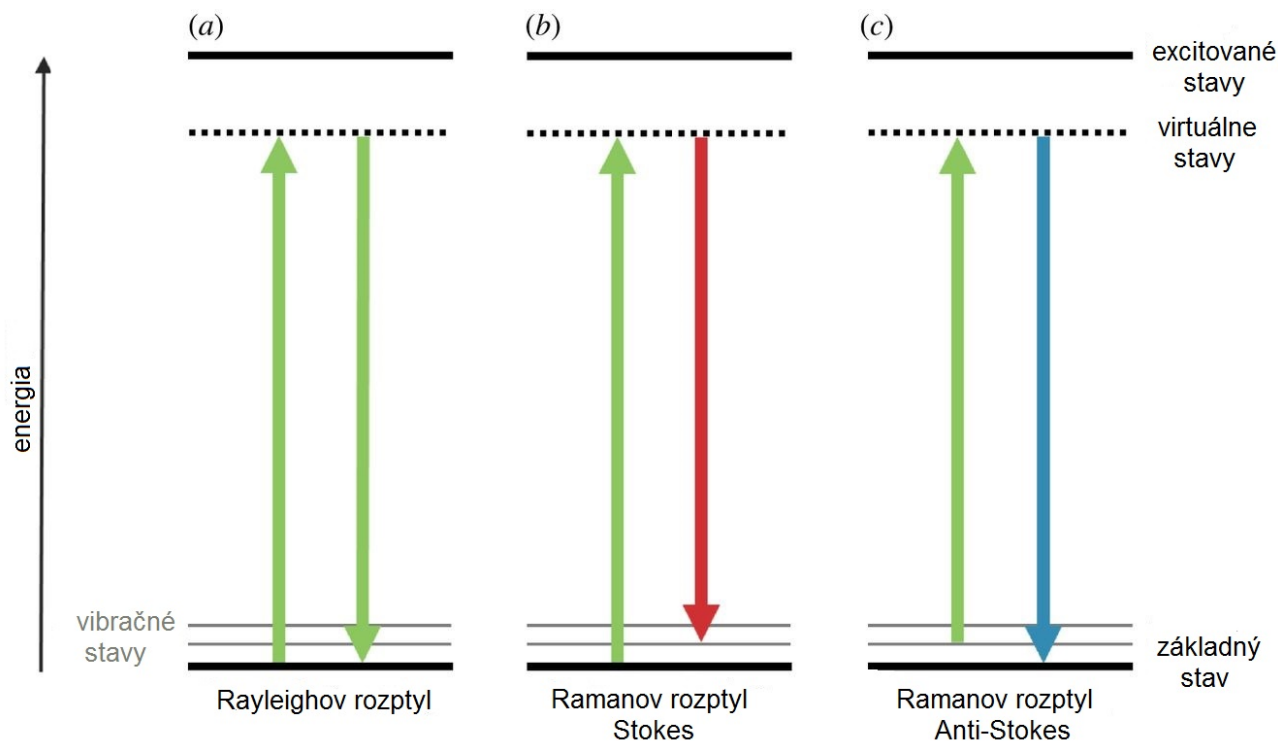 (a)
(b)
(c)
excitované
stavy
virtuálne
stavy
energia
vibračné
stavy
základný
stav
Rayleighov rozptyl
Ramanov rozptyl
Stokes
Ramanov rozptyl
Anti-Stokes